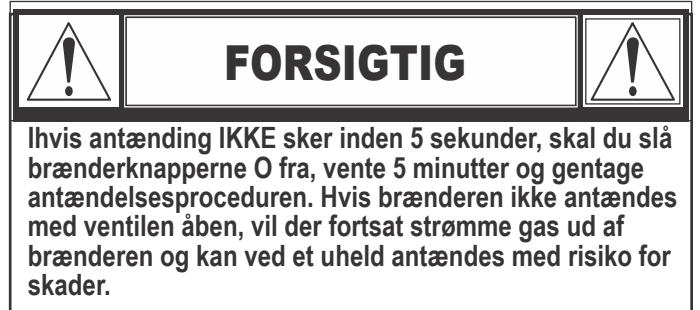 FORSIGTIG
Ihvis antænding IKKE sker inden 5 sekunder, skal du slå
brænderknapperne O fra, vente 5 minutter og gentage
antændelsesproceduren. Hvis brænderen ikke antændes
med ventilen åben, vil der fortsat strømme gas ud af
brænderen og kan ved et uheld antændes med risiko for
skader.